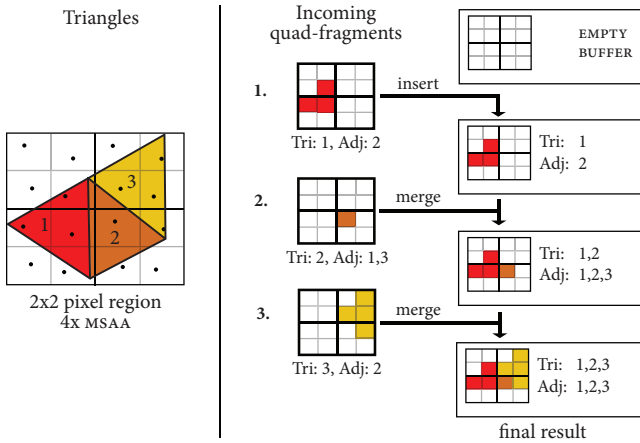 Triangles
1
2
3
2x2 pixel region
4x MSAA
Incoming
quad-fragments
EMPTY
BUFFER
1.
insert
Tri: 1, Adj: 2
Tri: 1
Adj: 2
2.
merge
Tri: 2, Adj: 1,3
Tri: 1,2
Adj: 1,2,3
3.
merge
Tri: 3, Adj: 2
Tri: 1,2,3
Adj: 1,2,3
final result